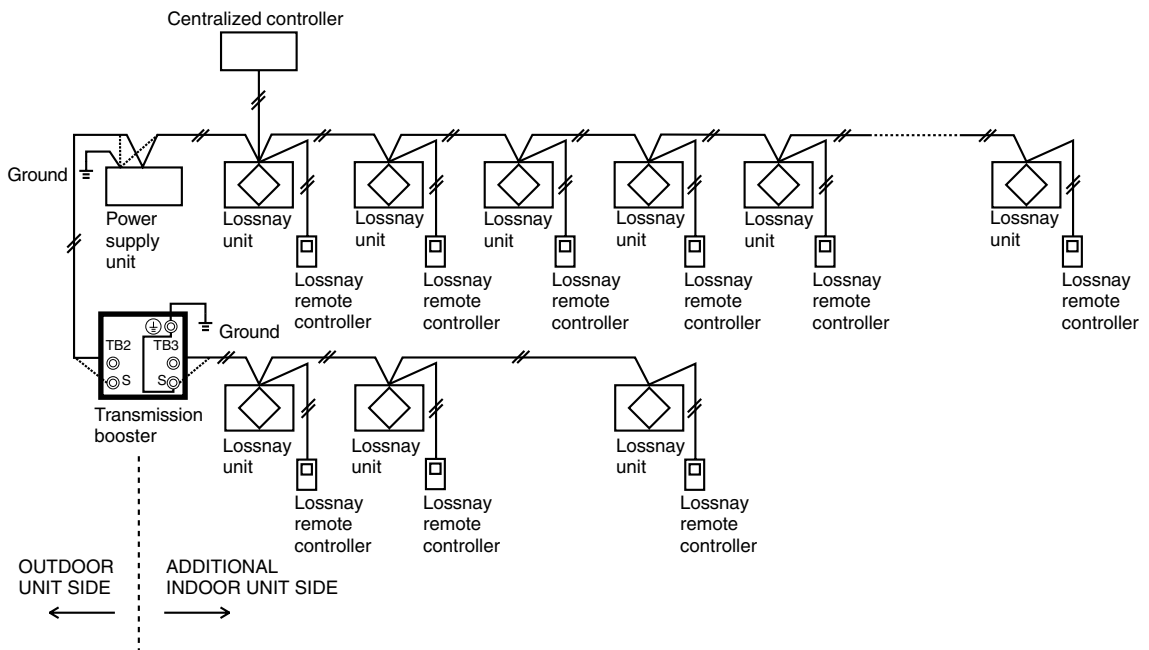 Centralized controller
Ground
Power
supply
unit
Lossnay
unit
Lossnay
unit
Lossnay
unit
Lossnay
unit
Lossnay
unit
Lossnay
unit
Lossnay
remote
controller
Lossnay
remote
controller
Lossnay
remote
controller
Lossnay
remote
controller
Lossnay
remote
controller
Lossnay
remote
controller
Ground
TB2
TB3
S
S
Transmission
booster
Lossnay
unit
Lossnay
unit
Lossnay
unit
Lossnay
remote
controller
Lossnay
remote
controller
Lossnay
remote
controller
OUTDOOR
UNIT SIDE
ADDITIONAL
INDOOR UNIT SIDE